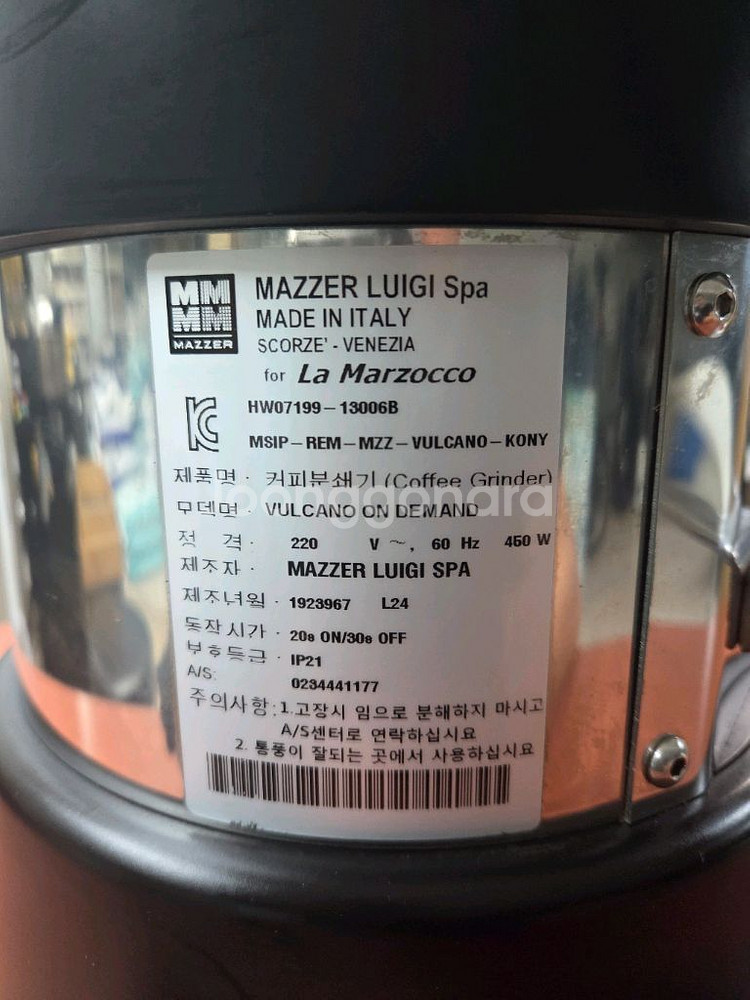 MAZZER
MAZZER LUIGI Spa
MADE IN ITALY
SCORZE' - VENEZIA
for La Marzocco
HW07199-13006B
MSIP-REM-MZZ-VULCANO-KONY
제품명 · 커피분쇄기 (Coffee Grinder)
모델명 · VULCANO ON DEMAND
정 격 · 220 V ~, 60 Hz 450 W
제조자 · MAZZER LUIGI SPA
제조년월 · 1923967 L24
동작시간 · 20s ON/30s OFF
보호등급 · IP21
A/S: 0234441177
주의사항 : 1.고장시 임으로 분해하지 마시고
A/S센터로 연락하십시요
2. 통풍이 잘되는 곳에서 사용하십시요
joonggonara